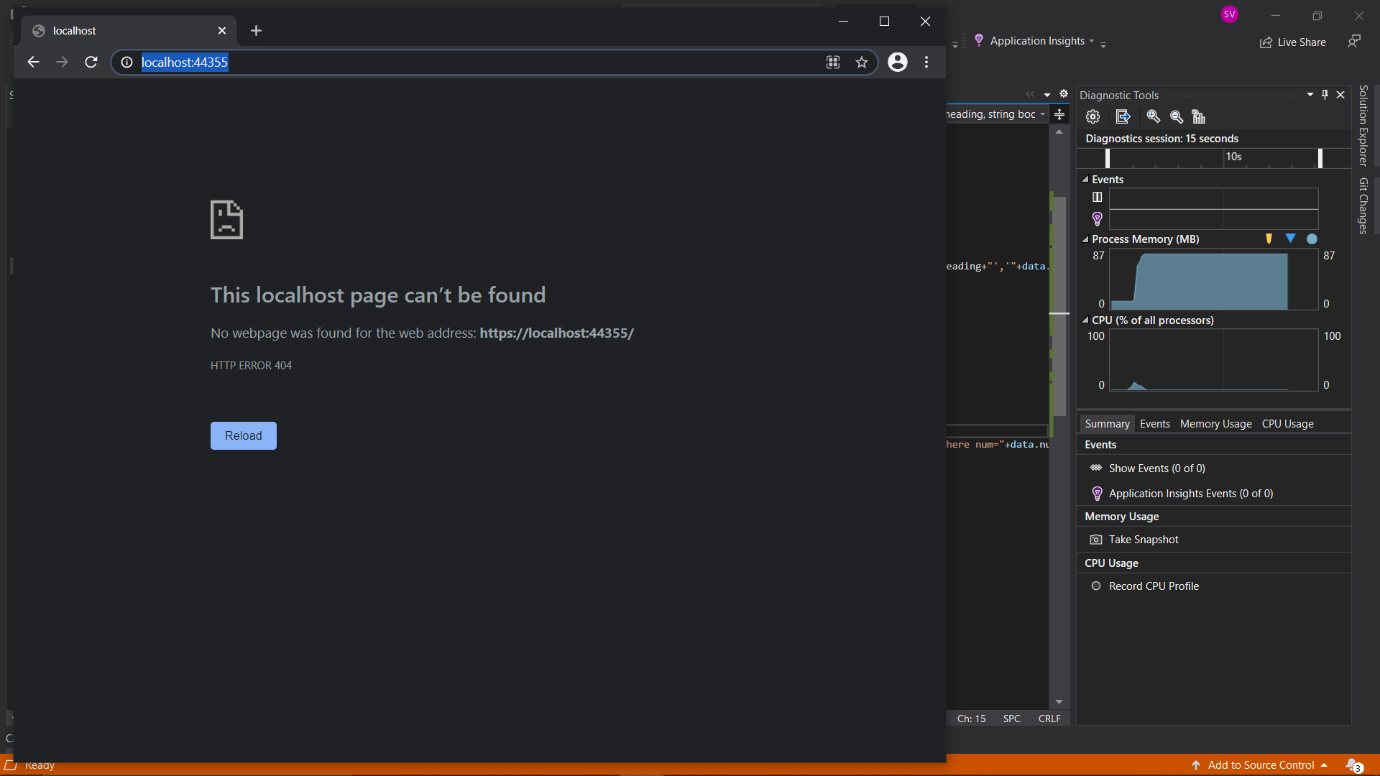 localhost
localhost:44355
SV
Application Insights
Live Share
This localhost page can't be found
No webpage was found for the web address: https://localhost:44355/
HTTP ERROR 404
Reload
heading, string boc
eading+"','"+data.
here num="+data.nu
Ch: 15 SPC CRLF
Diagnostic Tools
Diagnostics session: 15 seconds
10s
Events
Process Memory (MB)
87 87
0 0
CPU (% of all processors)
100 100
0 0
Summary Events Memory Usage CPU Usage
Events
Show Events (0 of 0)
Application Insights Events (0 of 0)
Memory Usage
Take Snapshot
CPU Usage
Record CPU Profile
Solution Explorer
Git Changes
Ready
Add to Source Control
3